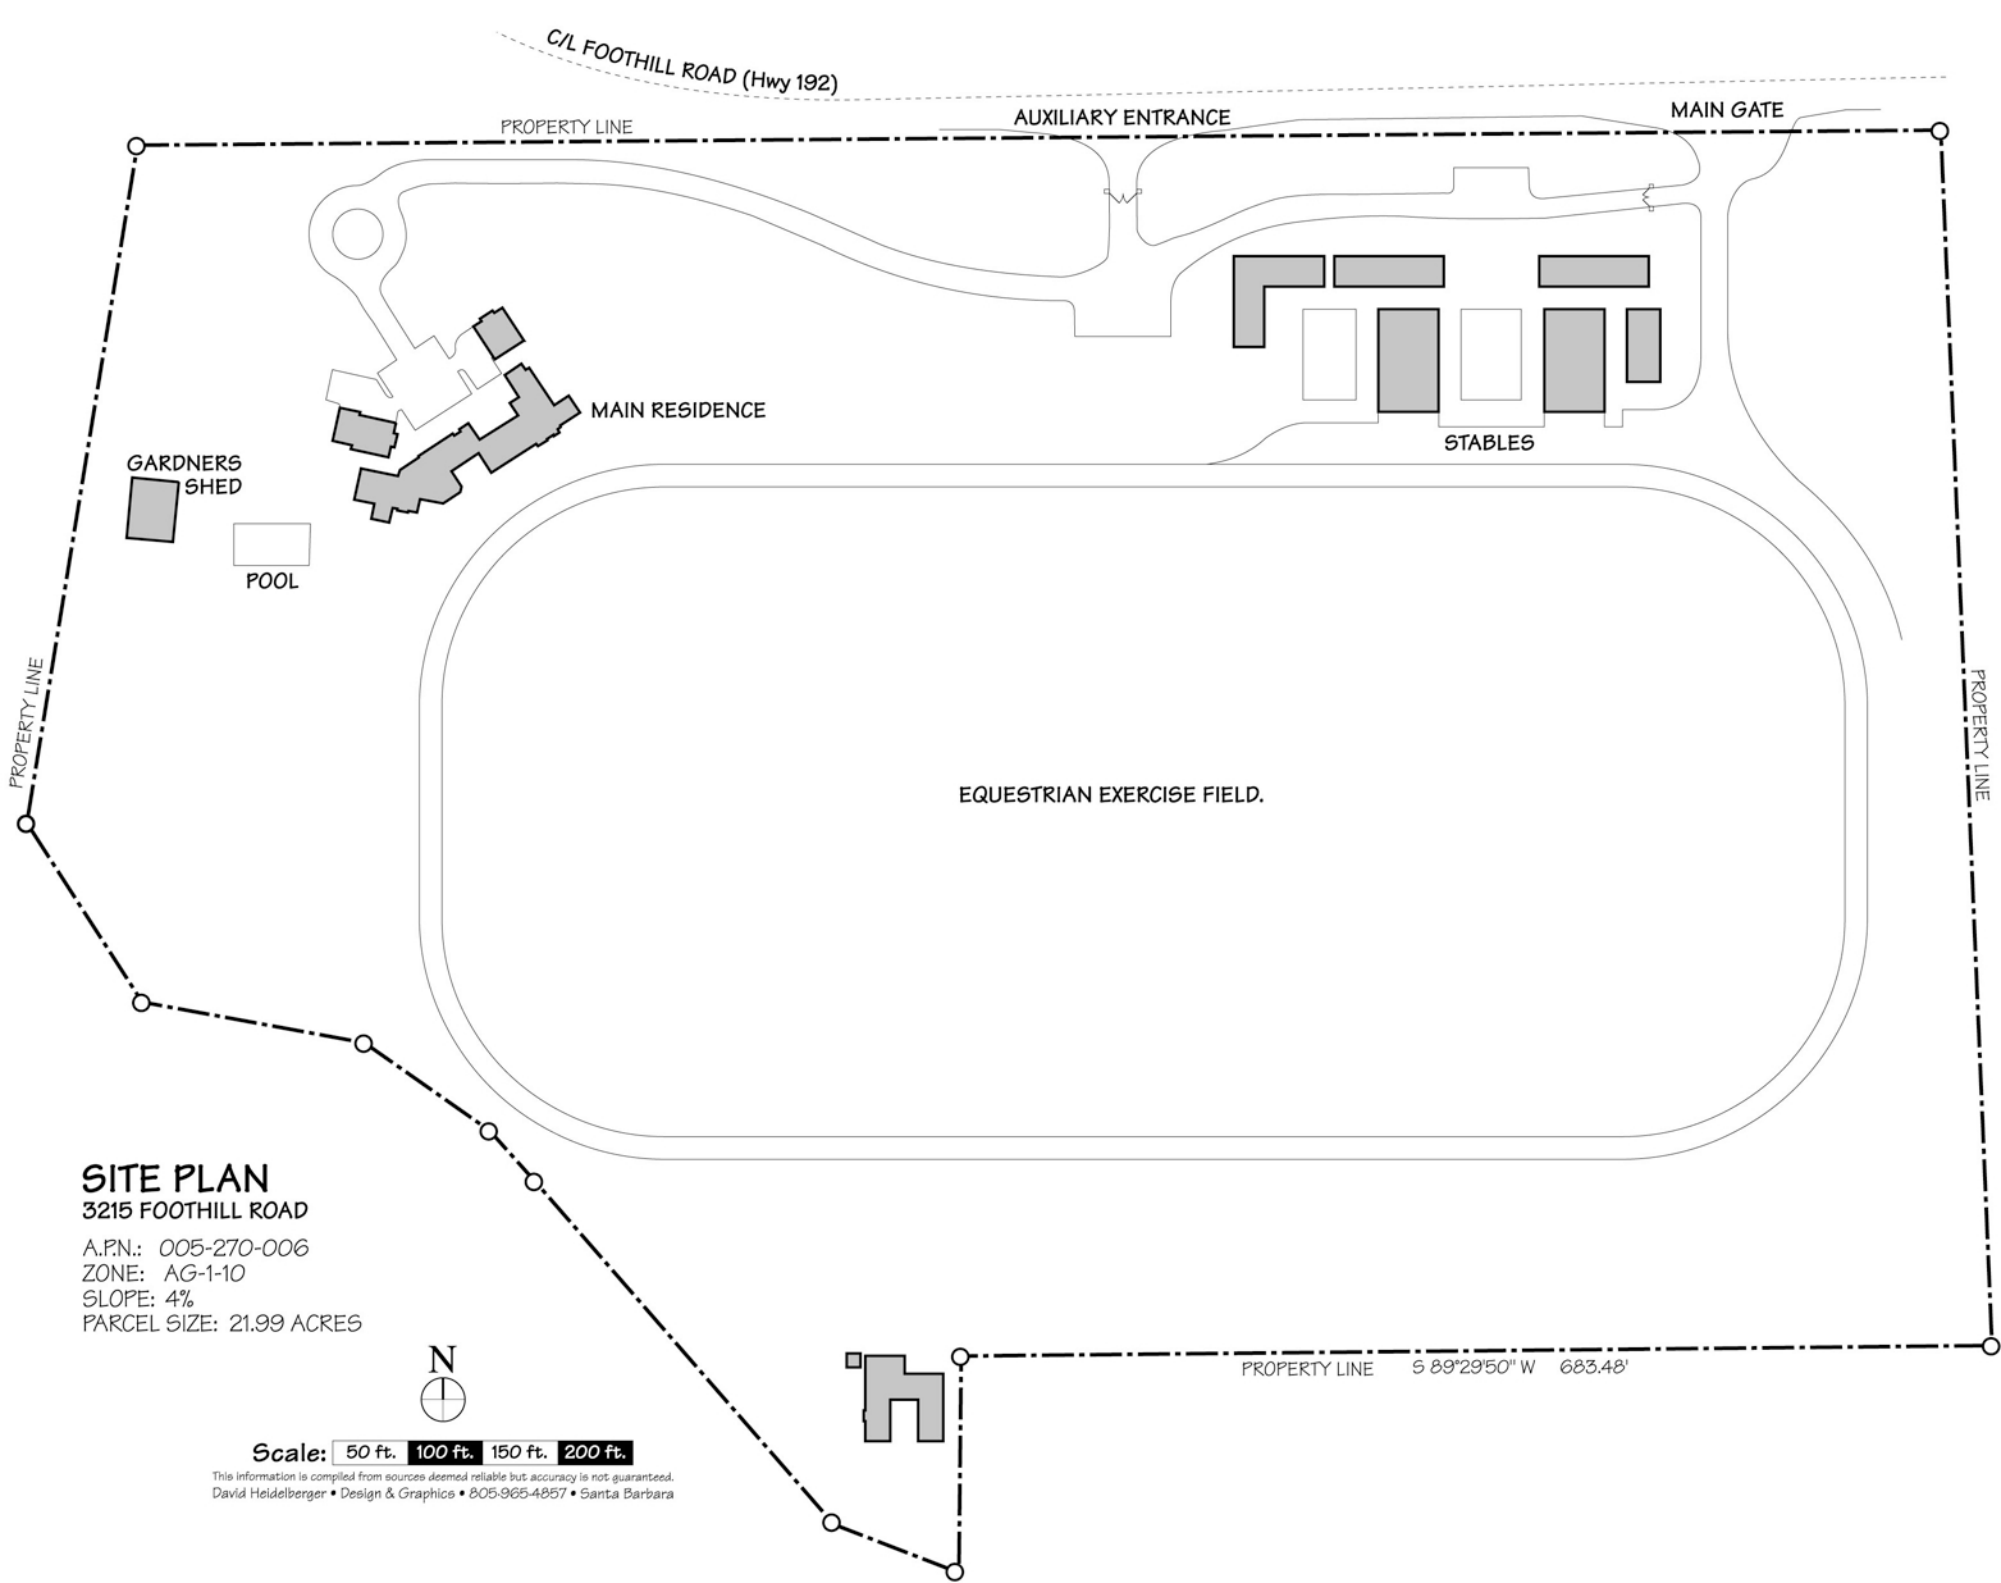 C/L FOOTHILL ROAD (Hwy 192)
MAIN GATE
AUXILIARY ENTRANCE
PROPERTY LINE
MAIN RESIDENCE
STABLES
GARDNERS
SHED
POOL
PROPERTY LINE
PROPERTY LINE
EQUESTRIAN EXERCISE FIELD.
SITE PLAN
3215 FOOTHILL ROAD
A.P.N.: 005-270-006
ZONE: AG-1-10
SLOPE: 4%
PARCEL SIZE: 21.99 ACRES
N
PROPERTY LINE S 89°29'50" W 683.48'
Scale: 50 ft. 100 ft. 150 ft. 200 ft.
This information is compiled from sources deemed reliable but accuracy is not guaranteed.
David Heidelberger • Design & Graphics • 805-965-4857 • Santa Barbara